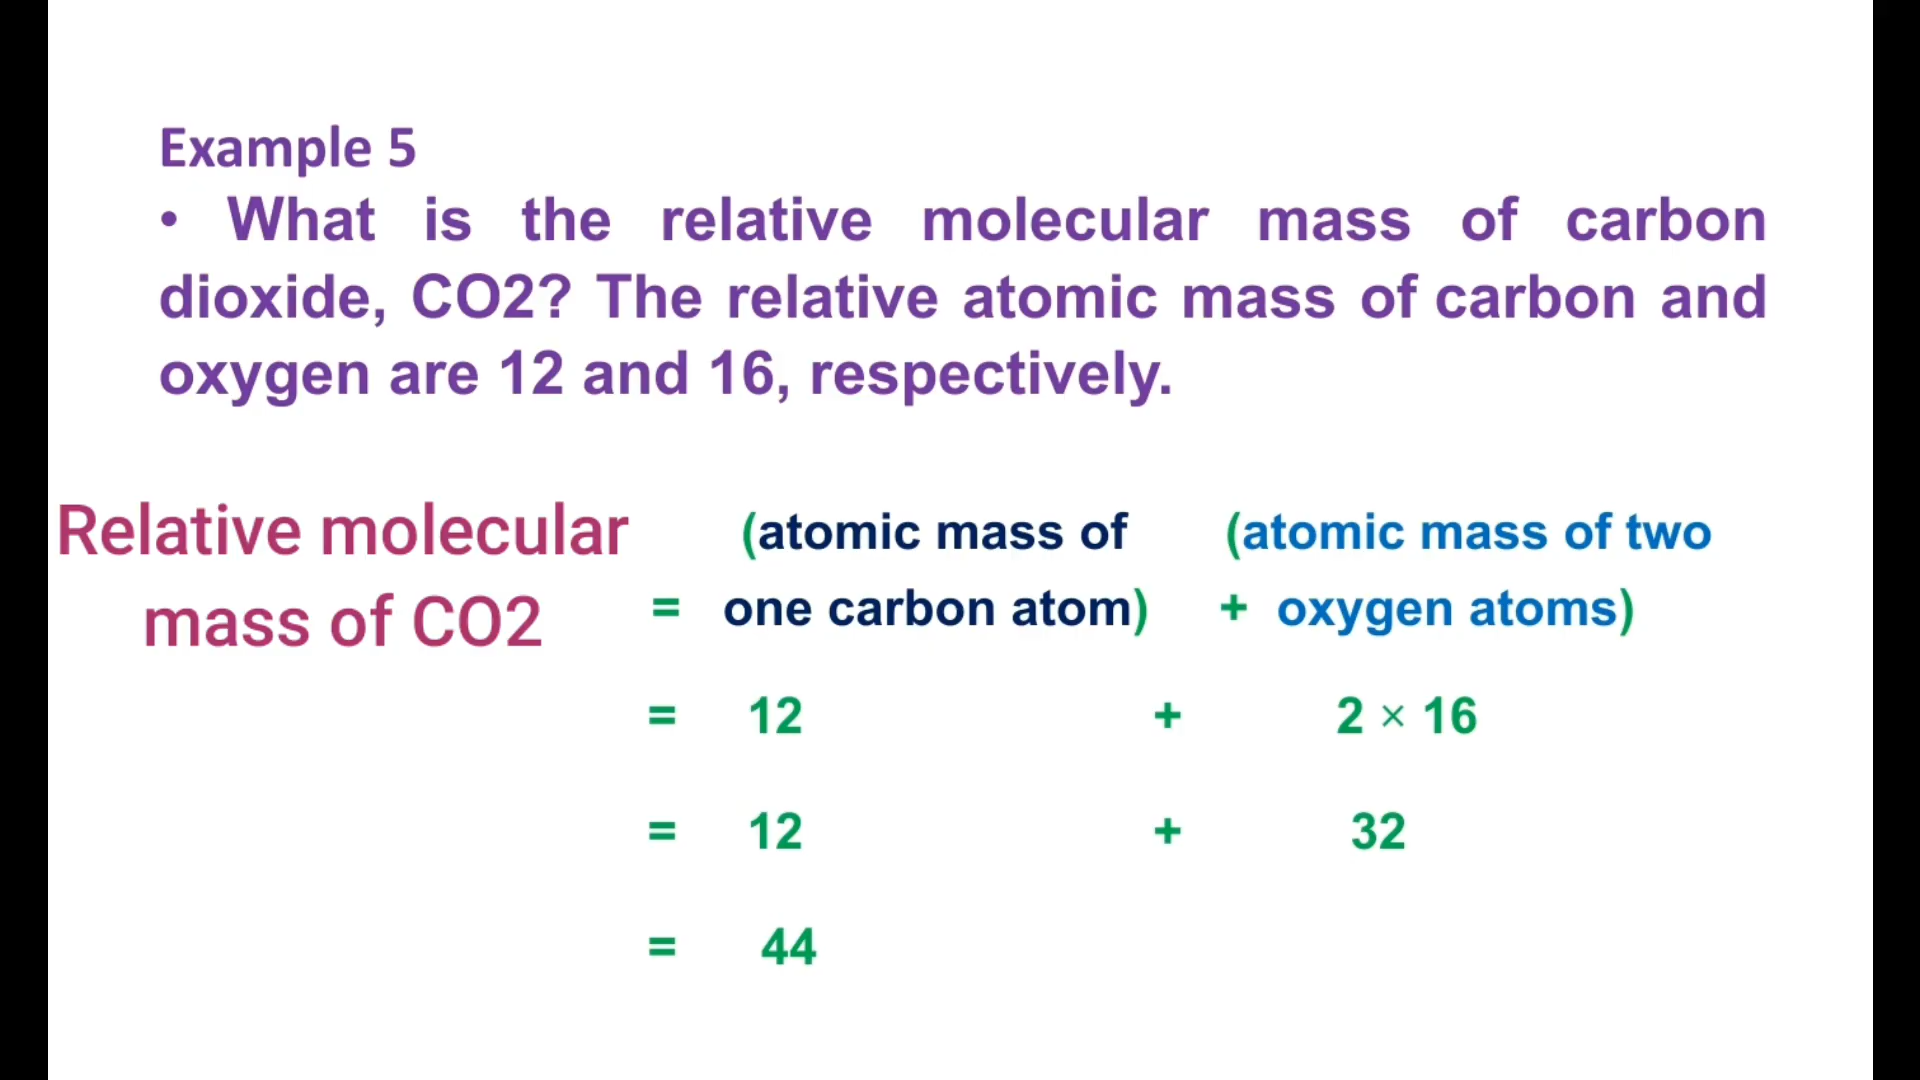 Example 5
• What is the relative molecular mass of carbon
dioxide, CO2? The relative atomic mass of carbon and
oxygen are 12 and 16, respectively.
Relative molecular
mass of CO2
(atomic mass of (atomic mass of two
= one carbon atom) + oxygen atoms)
= 12 + 2 × 16
= 12 + 32
= 44